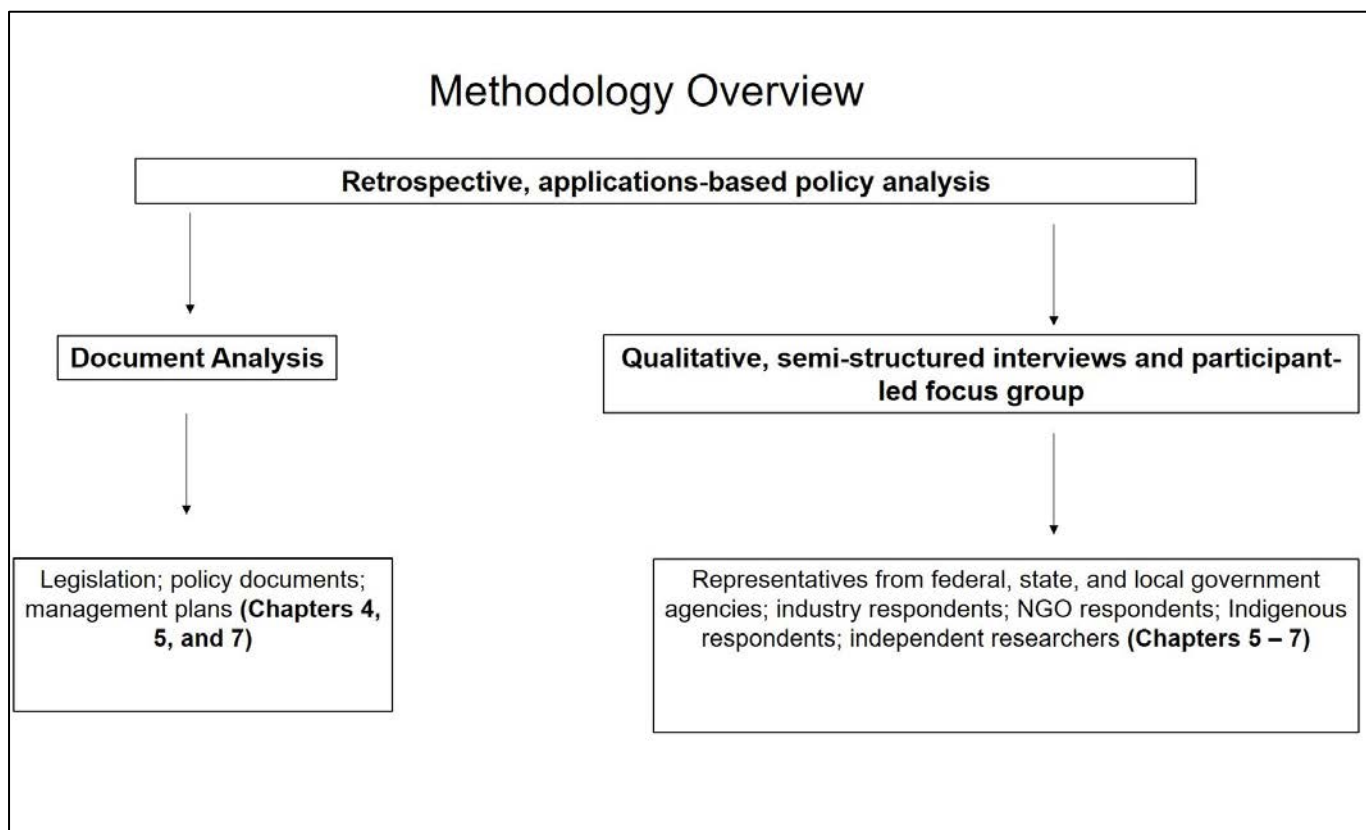 Methodology Overview
Retrospective, applications-based policy analysis
Document Analysis
Qualitative, semi-structured interviews and participant-
led focus group
Legislation; policy documents;
management plans (Chapters 4,
5, and 7)
Representatives from federal, state, and local government
agencies; industry respondents; NGO respondents; Indigenous
respondents; independent researchers (Chapters 5 – 7)